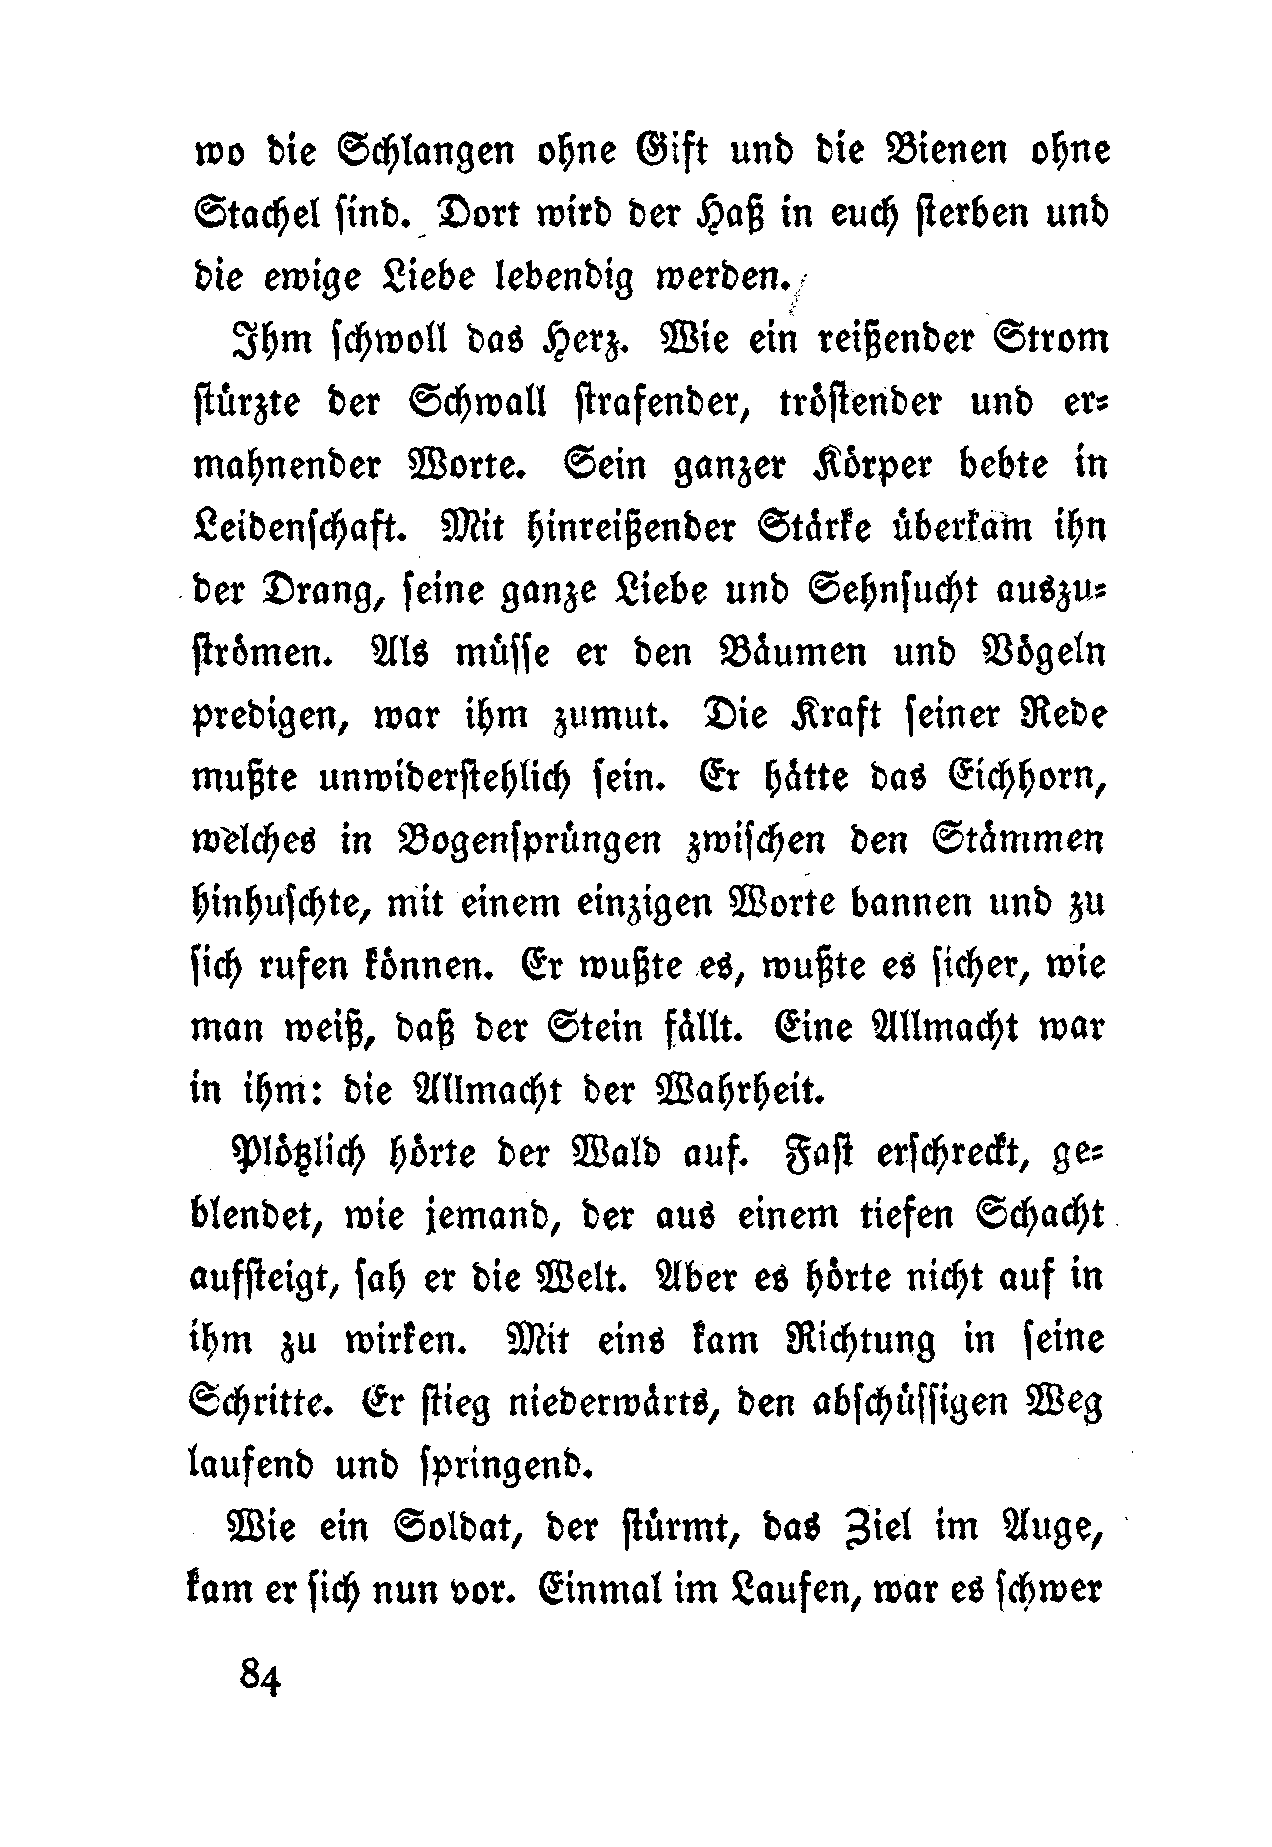 wo die Schlangen ohne Gift und die Bienen ohne
Stachel sind. Dort wird der Haß in euch sterben und
die ewige Liebe lebendig werden.
Ihm schwoll das Herz. Wie ein reißender Strom
stürzte der Schwall strafender, tröstender und er-
mahnender Worte. Sein ganzer Körper bebte in
Leidenschaft. Mit hinreißender Stärke überkam ihn
der Drang, seine ganze Liebe und Sehnsucht auszu-
strömen. Als müsse er den Bäumen und Vögeln
predigen, war ihm zumut. Die Kraft seiner Rede
mußte unwiderstehlich sein. Er hätte das Eichhorn,
welches in Bogensprüngen zwischen den Stämmen
hinhuschte, mit einem einzigen Worte bannen und zu
sich rufen können. Er wußte es, wußte es sicher, wie
man weiß, daß der Stein fällt. Eine Allmacht war
in ihm: die Allmacht der Wahrheit.
Plötzlich hörte der Wald auf. Fast erschreckt, ge-
blendet, wie jemand, der aus einem tiefen Schacht
aufsteigt, sah er die Welt. Aber es hörte nicht auf in
ihm zu wirken. Mit eins kam Richtung in seine
Schritte. Er stieg niederwärts, den abschüssigen Weg
laufend und springend.
Wie ein Soldat, der stürmt, das Ziel im Auge,
kam er sich nun vor. Einmal im Laufen, war es schwer
84